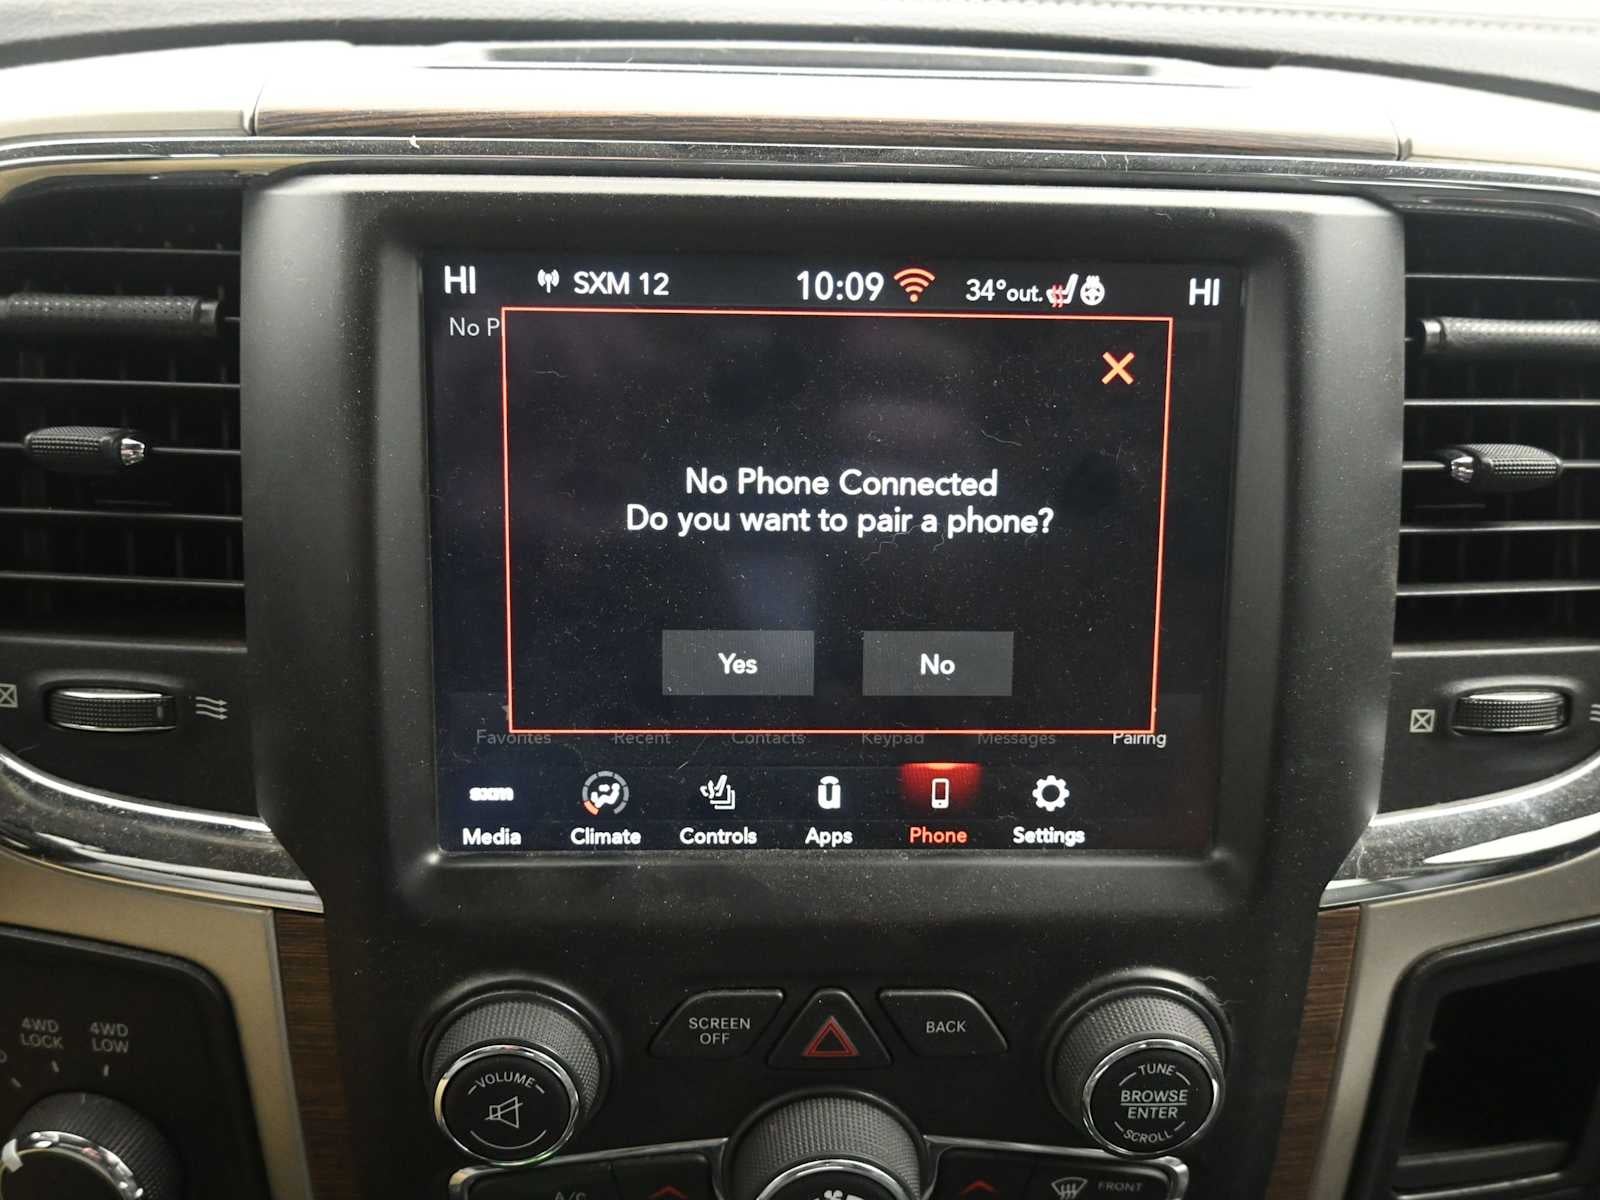 HI SXM 12 10:09 34°out. HI
No P
No Phone Connected
Do you want to pair a phone?
Yes No
Favorites Recent Contacts Keypad Messages Pairing
sxm
Media Climate Controls Apps Phone Settings
4WD LOCK
4WD LOW
SCREEN OFF
BACK
VOLUME
TUNE
BROWSE
ENTER
SCROLL
A/C
FRONT